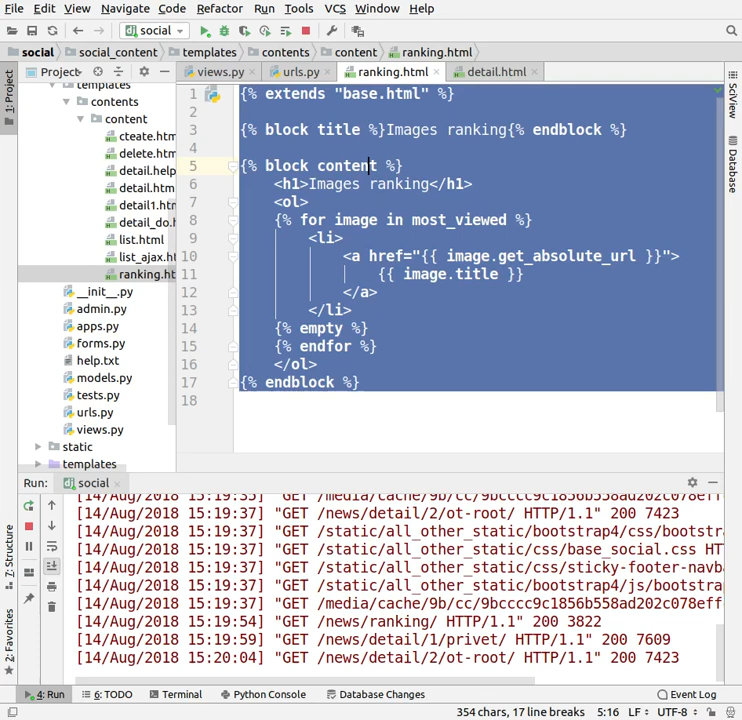 File Edit View Navigate Code Refactor Run Tools VCS Window Help
social
social social_content templates contents content ranking.html
Project views.py urls.py ranking.html detail.html
1: Project
7: Structure
2: Favorites
SciView
Database
templates
contents
content
cteate.htm
delete.htm
detail.help
detail.htm
detail1.htm
detail_do.h
list.html
list_ajax.ht
ranking.ht
__init__.py
admin.py
apps.py
forms.py
help.txt
models.py
tests.py
urls.py
views.py
static
templates
1 {% extends "base.html" %}
2
3 {% block title %}Images ranking{% endblock %}
4
5 {% block content %}
6 <h1>Images ranking</h1>
7 <ol>
8 {% for image in most_viewed %}
9 <li>
10 <a href="{{ image.get_absolute_url }}">
11 {{ image.title }}
12 </a>
13 </li>
14 {% empty %}
15 {% endfor %}
16 </ol>
17 {% endblock %}
18
Run: social
[14/Aug/2018 15:19:35] "GET /media/cache/9b/cc/9bcccc9c1856b558ad202c078eff
[14/Aug/2018 15:19:37] "GET /news/detail/2/ot-root/ HTTP/1.1" 200 7423
[14/Aug/2018 15:19:37] "GET /static/all_other_static/bootstrap4/css/bootstra
[14/Aug/2018 15:19:37] "GET /static/all_other_static/css/base_social.css HT
[14/Aug/2018 15:19:37] "GET /static/all_other_static/css/sticky-footer-navba
[14/Aug/2018 15:19:37] "GET /static/all_other_static/bootstrap4/js/bootstrap
[14/Aug/2018 15:19:37] "GET /media/cache/9b/cc/9bcccc9c1856b558ad202c078eff
[14/Aug/2018 15:19:54] "GET /news/ranking/ HTTP/1.1" 200 3822
[14/Aug/2018 15:19:59] "GET /news/detail/1/privet/ HTTP/1.1" 200 7609
[14/Aug/2018 15:20:04] "GET /news/detail/2/ot-root/ HTTP/1.1" 200 7423
4: Run 6: TODO Terminal Python Console Database Changes Event Log
354 chars, 17 line breaks 5:16 LF UTF-8